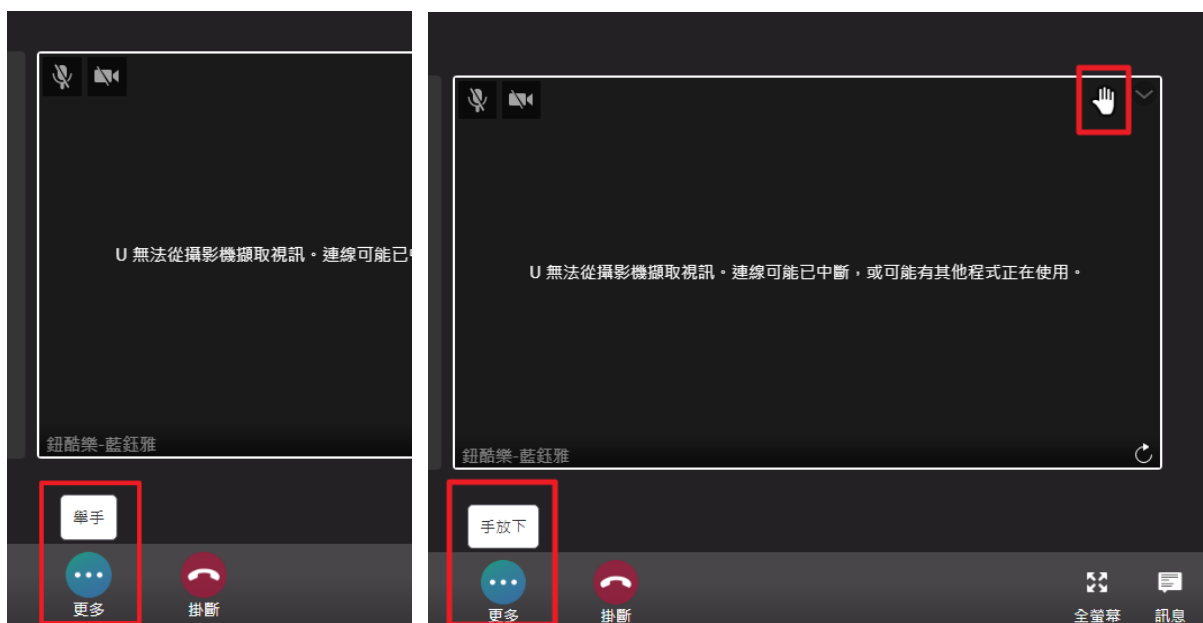 U 無法從攝影機擷取視訊。連線可能已
鈕酷樂-藍鈺雅
舉手
更多
掛斷
U 無法從攝影機擷取視訊。連線可能已中斷,或可能有其他程式正在使用。
鈕酷樂-藍鈺雅
手放下
更多
掛斷
全螢幕
訊息